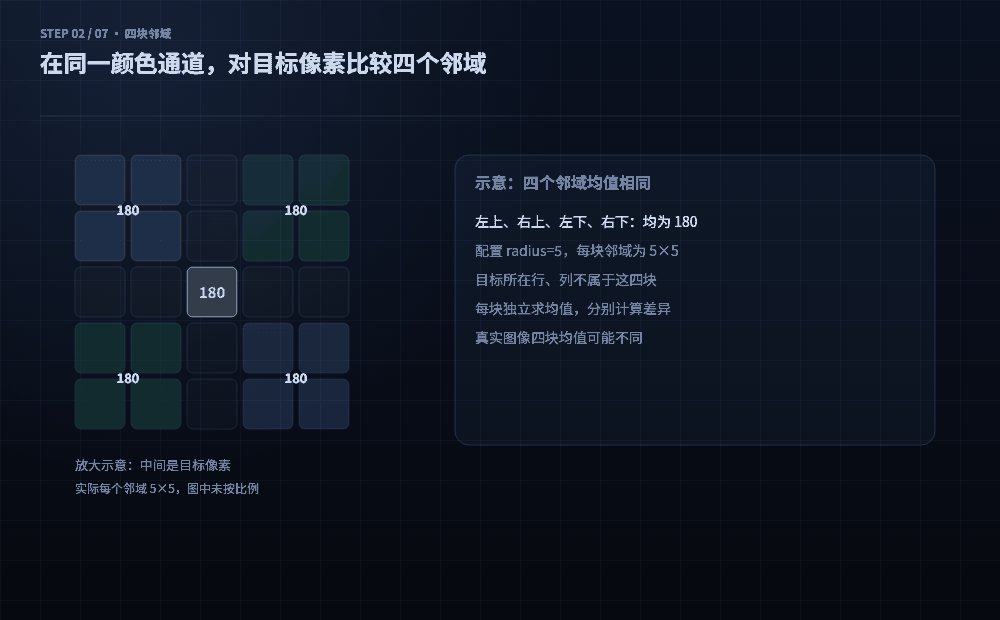 STEP 02 / 07 · 四块邻域
在同一颜色通道，对目标像素比较四个邻域
180
180
180
180
180
放大示意：中间是目标像素
实际每个邻域 5×5，图中未按比例
示意：四个邻域均值相同
左上、右上、左下、右下：均为 180
配置 radius=5，每块邻域为 5×5
目标所在行、列不属于这四块
每块独立求均值，分别计算差异
真实图像四块均值可能不同